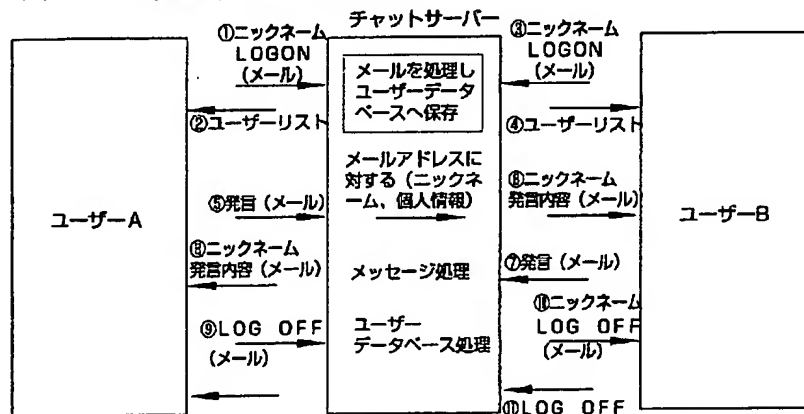 チャットサーバー
①ニックネーム
LOGON
(メール)
②ユーザーリスト
メールを処理し
ユーザーデータ
ベースへ保存
③ニックネーム
LOGON
(メール)
④ユーザーリスト
メールアドレスに
対する(ニックネ
ーム、個人情報)
⑤発言(メール)
⑥ニックネーム
発言内容(メール)
ユーザーA
ユーザーB
⑧ニックネーム
発言内容(メール)
メッセージ処理
⑦発言(メール)
⑨LOG OFF
(メール)
ユーザー
データベース処理
⑩ニックネーム
LOG OFF
(メール)
⑪LOG OFF